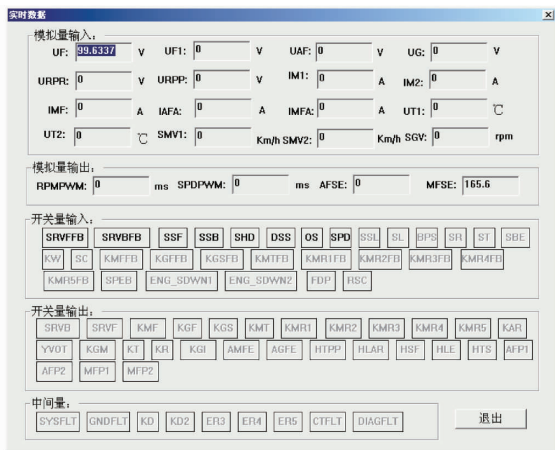 实时数据
模拟量输入:
UF: 99.6337 V UF1: 0 V UAF: 0 V UG: 0 V
URPR: 0 V URPP: 0 V IM1: 0 A IM2: 0 A
IMF: 0 A IAFA: 0 A IMFA: 0 A UT1: 0 ℃
UT2: 0 ℃ SMV1: 0 Km/h SMV2: 0 Km/h SGV: 0 rpm
模拟量输出:
RPMPWM: 0 ms SPDPWM: 0 ms AFSE: 0 MFSE: 165.6
开关量输入:
SRVFFB SRVBFB SSF SSB SHD DSS OS SPD SSL SL BPS SR ST SBE
KW SC KMFFB KGFFB KGSFB KMTFB KMR1FB KMR2FB KMR3FB KMR4FB
KMR5FB SPEB ENG_SDWN1 ENG_SDWN2 FDP RSC
开关量输出:
SRVB SRVF KMF KGF KGS KMT KMR1 KMR2 KMR3 KMR4 KMR5 KAR
YVOT KGM KT KR KGI AMFE AGFE HTPP HLAR HSF HLE HTS AFP1
AFP2 MFP1 MFP2
中间量:
SYSFLT GNDFLT KD KD2 ER3 ER4 ER5 CTFLT DIAGFLT
退出